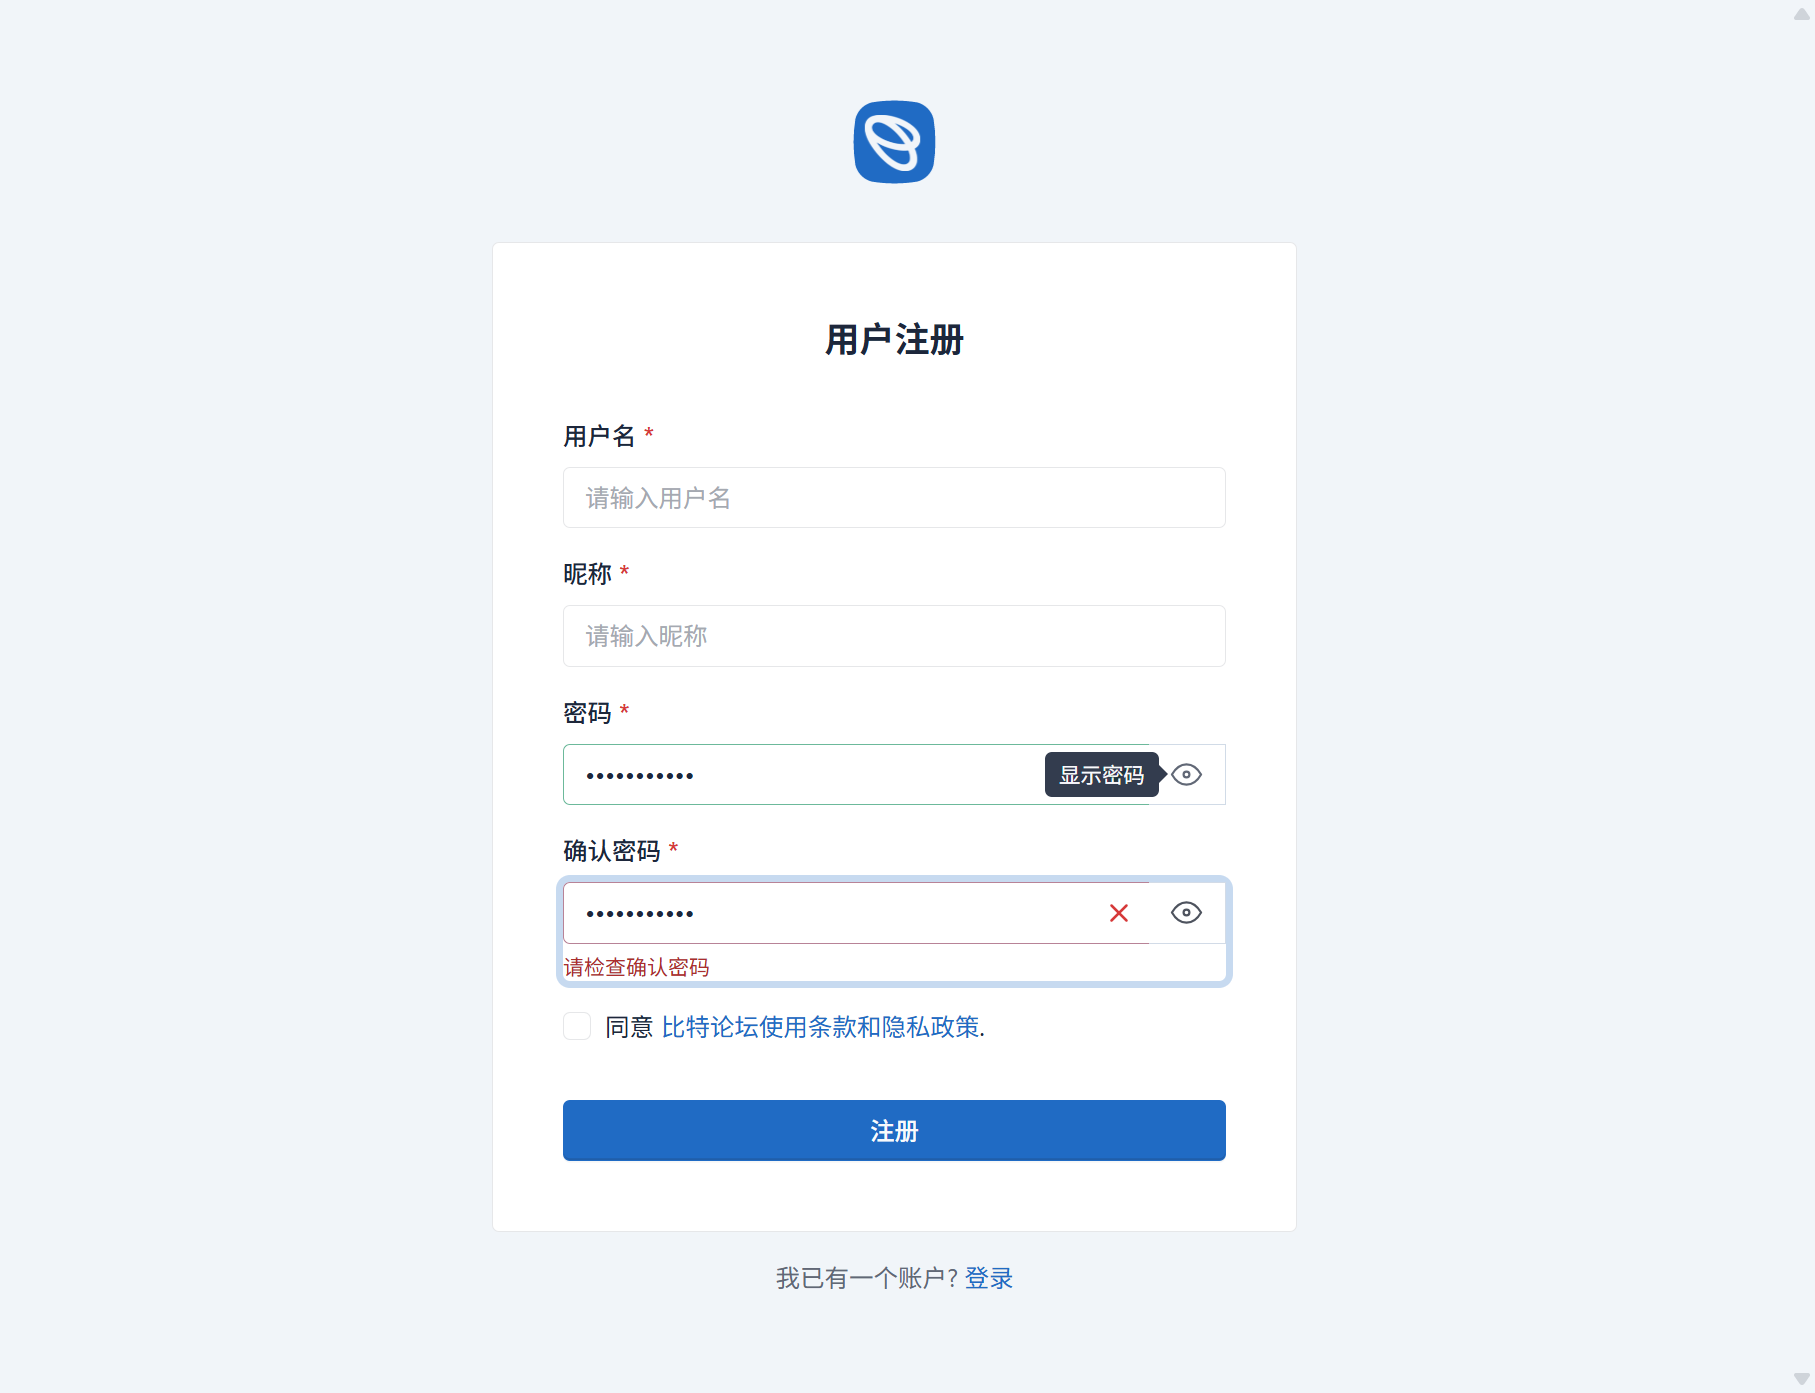 用户注册
用户名 *
请输入用户名
昵称 *
请输入昵称
密码 *
•••••••••••
显示密码
确认密码 *
•••••••••••
请检查确认密码
同意 比特论坛使用条款和隐私政策.
注册
我已有一个账户? 登录